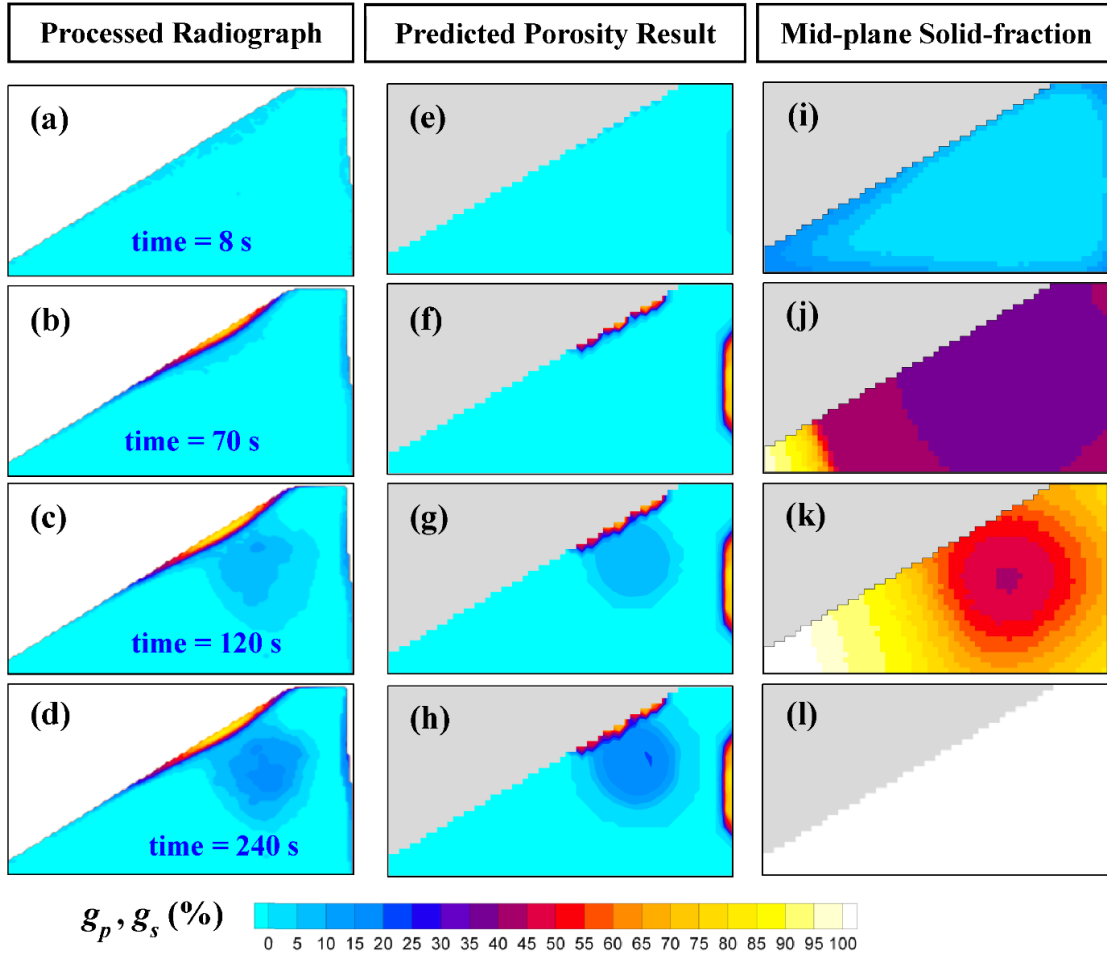 Processed Radiograph Predicted Porosity Result Mid-plane Solid-fraction
(a) (e) (i)
time = 8 s
(b) (f) (j)
time = 70 s
(c) (g) (k)
time = 120 s
(d) (h) (l)
time = 240 s
g_p , g_s (%)
0 5 10 15 20 25 30 35 40 45 50 55 60 65 70 75 80 85 90 95 100